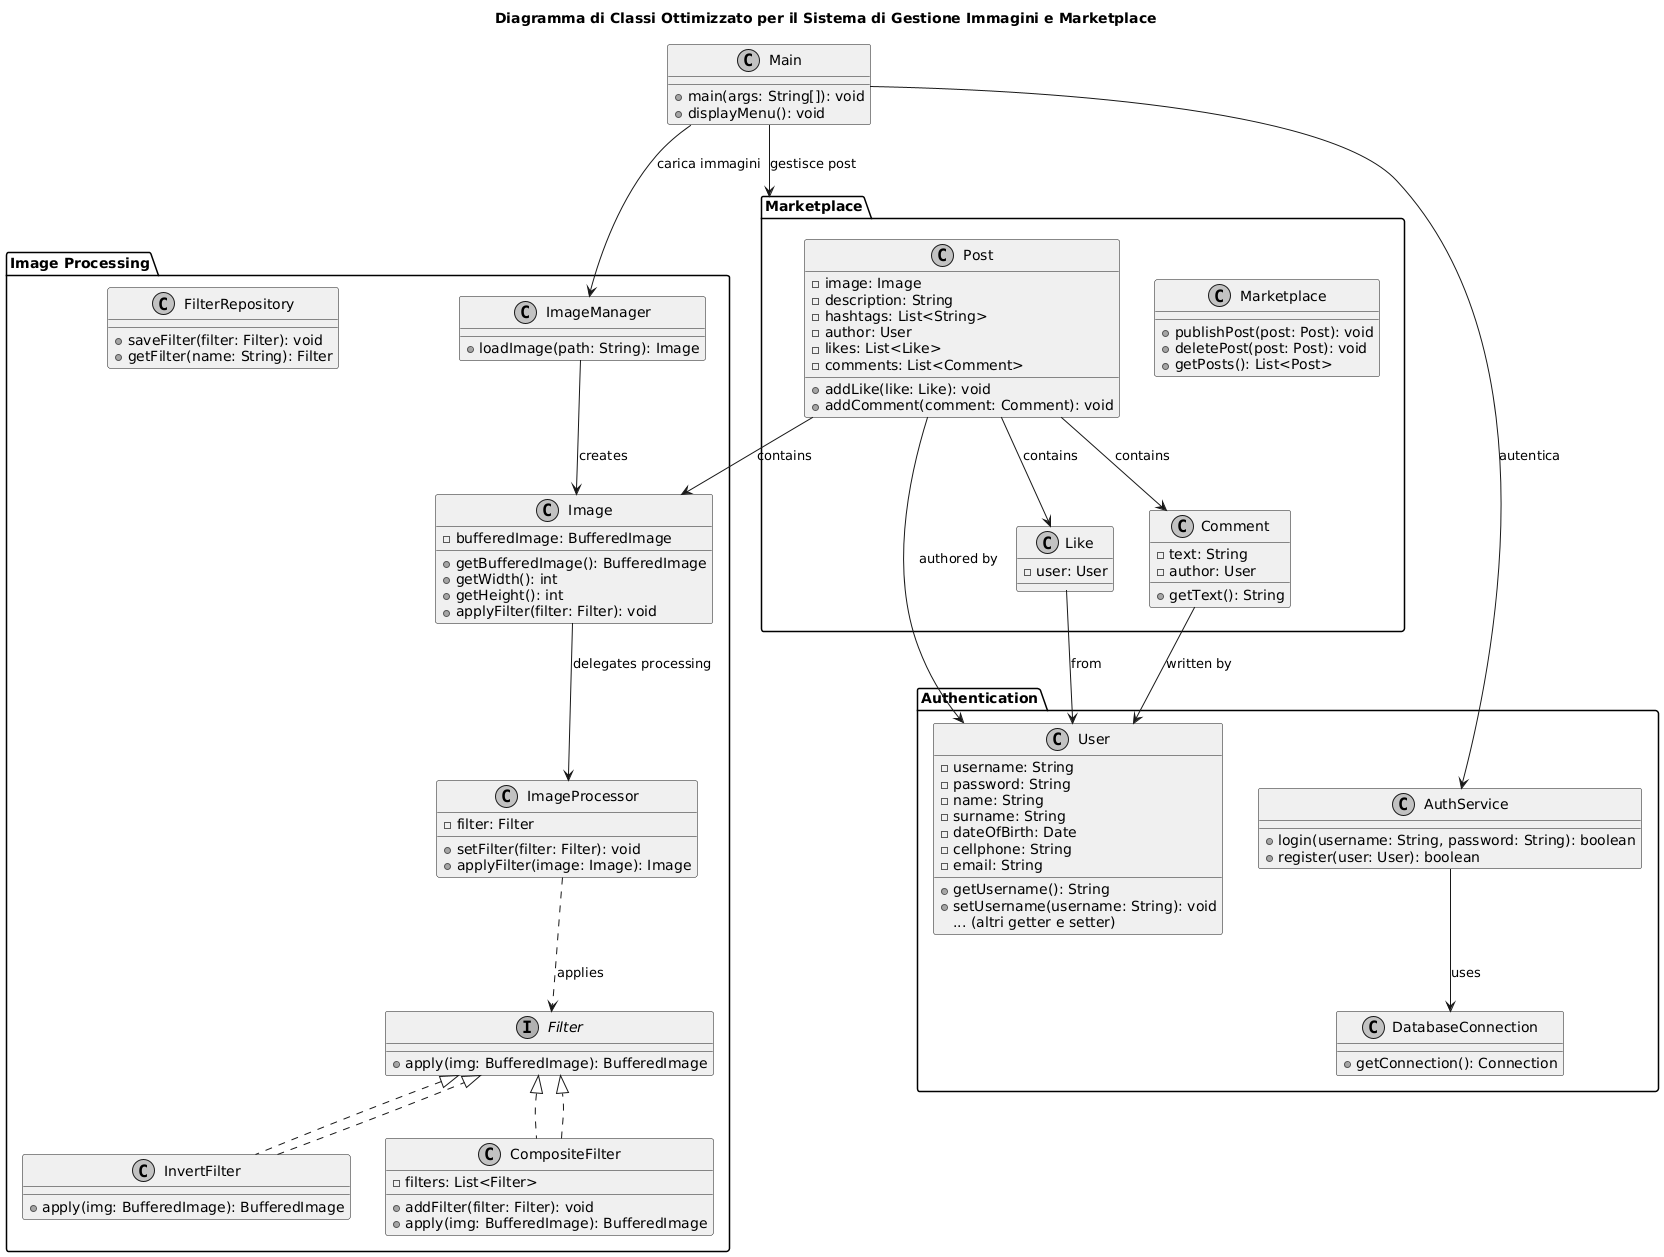 Diagramma di Classi Ottimizzato per il Sistema di Gestione Immagini e Marketplace
C Main
main(args: String[]): void
displayMenu(): void
carica immagini
gestisce post
autentica
Marketplace
C Post
image: Image
description: String
hashtags: List<String>
author: User
likes: List<Like>
comments: List<Comment>
addLike(like: Like): void
addComment(comment: Comment): void
C Marketplace
publishPost(post: Post): void
deletePost(post: Post): void
getPosts(): List<Post>
contains
contains
contains
authored by
C Like
user: User
C Comment
text: String
author: User
getText(): String
from
written by
Image Processing
C FilterRepository
saveFilter(filter: Filter): void
getFilter(name: String): Filter
C ImageManager
loadImage(path: String): Image
creates
C Image
bufferedImage: BufferedImage
getBufferedImage(): BufferedImage
getWidth(): int
getHeight(): int
applyFilter(filter: Filter): void
delegates processing
C ImageProcessor
filter: Filter
setFilter(filter: Filter): void
applyFilter(image: Image): Image
applies
I Filter
apply(img: BufferedImage): BufferedImage
C InvertFilter
apply(img: BufferedImage): BufferedImage
C CompositeFilter
filters: List<Filter>
addFilter(filter: Filter): void
apply(img: BufferedImage): BufferedImage
Authentication
C User
username: String
password: String
name: String
surname: String
dateOfBirth: Date
cellphone: String
email: String
getUsername(): String
setUsername(username: String): void
... (altri getter e setter)
C AuthService
login(username: String, password: String): boolean
register(user: User): boolean
uses
C DatabaseConnection
getConnection(): Connection